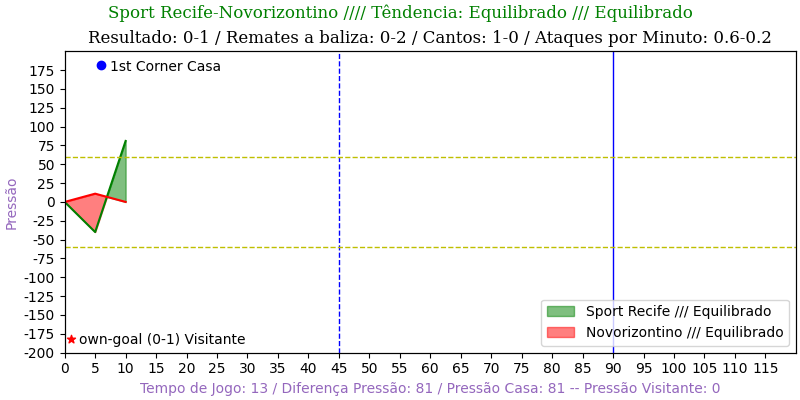 Sport Recife-Novorizontino //// Têndencia: Equilibrado /// Equilibrado
Resultado: 0-1 / Remates a baliza: 0-2 / Cantos: 1-0 / Ataques por Minuto: 0.6-0.2
1st Corner Casa
175
150
125
100
75
50
25
0
-25
-50
-75
-100
-125
-150
-175
-200
Pressão
own-goal (0-1) Visitante
Sport Recife /// Equilibrado
Novorizontino /// Equilibrado
0 5 10 15 20 25 30 35 40 45 50 55 60 65 70 75 80 85 90 95 100 105 110 115
Tempo de Jogo: 13 / Diferença Pressão: 81 / Pressão Casa: 81 -- Pressão Visitante: 0